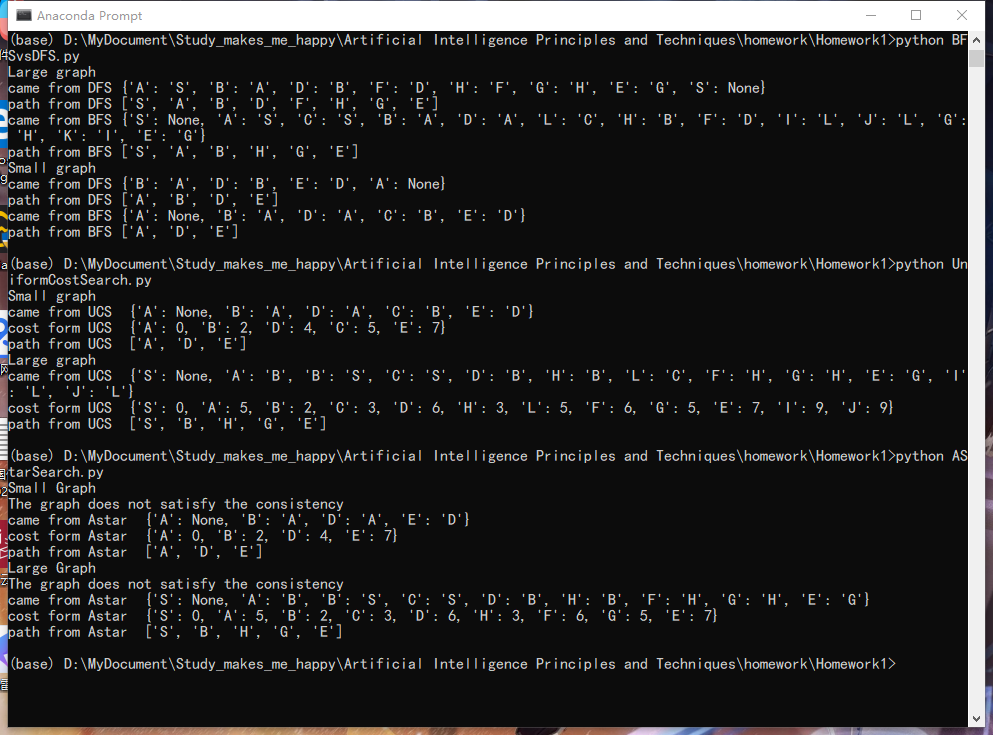 Anaconda Prompt
(base) D:\MyDocument\Study_makes_me_happy\Artificial Intelligence Principles and Techniques\homework\Homework1>python BF
SvsDFS.py
Large graph
came from DFS {'A': 'S', 'B': 'A', 'D': 'B', 'F': 'D', 'H': 'F', 'G': 'H', 'E': 'G', 'S': None}
path from DFS ['S', 'A', 'B', 'D', 'F', 'H', 'G', 'E']
came from BFS {'S': None, 'A': 'S', 'C': 'S', 'B': 'A', 'D': 'A', 'L': 'C', 'H': 'B', 'F': 'D', 'I': 'L', 'J': 'L', 'G':
'H', 'K': 'I', 'E': 'G'}
path from BFS ['S', 'A', 'B', 'H', 'G', 'E']
Small graph
came from DFS {'B': 'A', 'D': 'B', 'E': 'D', 'A': None}
path from DFS ['A', 'B', 'D', 'E']
came from BFS {'A': None, 'B': 'A', 'D': 'A', 'C': 'B', 'E': 'D'}
path from BFS ['A', 'D', 'E']
(base) D:\MyDocument\Study_makes_me_happy\Artificial Intelligence Principles and Techniques\homework\Homework1>python Un
iformCostSearch.py
Small graph
came from UCS  {'A': None, 'B': 'A', 'D': 'A', 'C': 'B', 'E': 'D'}
cost form UCS  {'A': 0, 'B': 2, 'D': 4, 'C': 5, 'E': 7}
path from UCS  ['A', 'D', 'E']
Large graph
came from UCS  {'S': None, 'A': 'B', 'B': 'S', 'C': 'S', 'D': 'B', 'H': 'B', 'L': 'C', 'F': 'H', 'G': 'H', 'E': 'G', 'I'
: 'L', 'J': 'L'}
cost form UCS  {'S': 0, 'A': 5, 'B': 2, 'C': 3, 'D': 6, 'H': 3, 'L': 5, 'F': 6, 'G': 5, 'E': 7, 'I': 9, 'J': 9}
path from UCS  ['S', 'B', 'H', 'G', 'E']
(base) D:\MyDocument\Study_makes_me_happy\Artificial Intelligence Principles and Techniques\homework\Homework1>python AS
tarSearch.py
Small Graph
The graph does not satisfy the consistency
came from Astar  {'A': None, 'B': 'A', 'D': 'A', 'E': 'D'}
cost form Astar  {'A': 0, 'B': 2, 'D': 4, 'E': 7}
path from Astar  ['A', 'D', 'E']
Large Graph
The graph does not satisfy the consistency
came from Astar  {'S': None, 'A': 'B', 'B': 'S', 'C': 'S', 'D': 'B', 'H': 'B', 'F': 'H', 'G': 'H', 'E': 'G'}
cost form Astar  {'S': 0, 'A': 5, 'B': 2, 'C': 3, 'D': 6, 'H': 3, 'F': 6, 'G': 5, 'E': 7}
path from Astar  ['S', 'B', 'H', 'G', 'E']
(base) D:\MyDocument\Study_makes_me_happy\Artificial Intelligence Principles and Techniques\homework\Homework1>